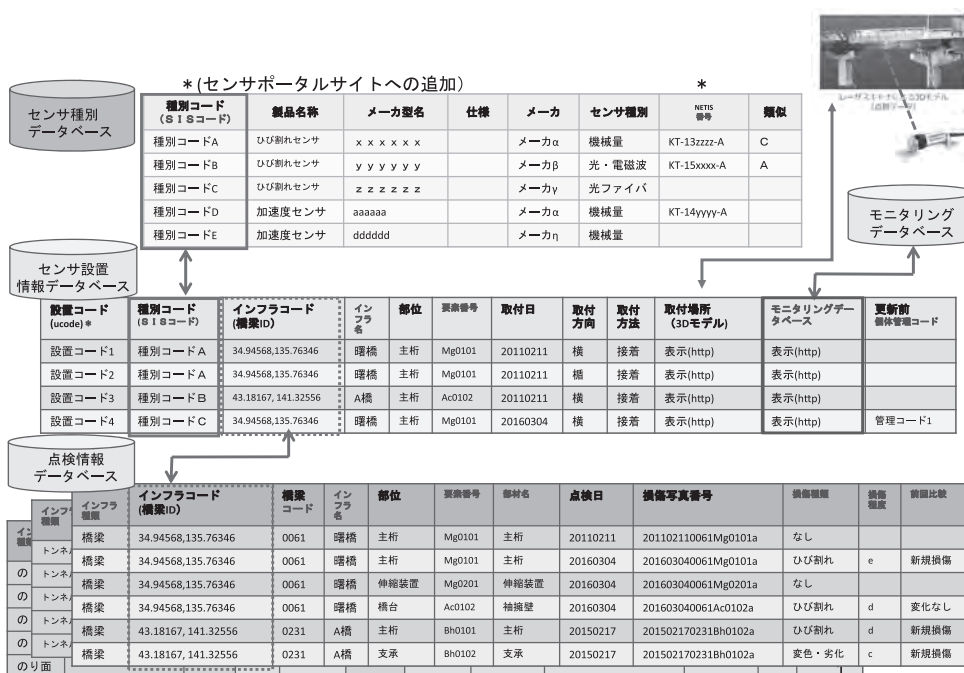 ＊(センサポータルサイトへの追加) ＊
レーザスキャナによる3Dモデル
センサ種別
データベース
種別コード (SISコード) 製品名称 メーカ型名 仕様 メーカ センサ種別 NETIS 番号 類似
種別コードA ひび割れセンサ xxxxxx メーカα 機械量 KT-13zzzz-A C
種別コードB ひび割れセンサ yyyyyy メーカβ 光・電磁波 KT-15xxxx-A A
種別コードC ひび割れセンサ zzzzzz メーカγ 光ファイバ
種別コードD 加速度センサ aaaaaa メーカα 機械量 KT-14yyyy-A
種別コードE 加速度センサ dddddd メーカη 機械量
モニタリング
データベース
センサ設置
情報データベース
設置コード (ucode)＊ 種別コード (SISコード) インフラコード (橋梁ID) インフラ名 部位 要素番号 取付日 取付方向 取付方法 取付場所 (3Dモデル) モニタリングデータベース 更新前 個体管理コード
設置コード1 種別コードA 34.94568,135.76346 曙橋 主桁 Mg0101 20110211 横 接着 表示(http) 表示(http)
設置コード2 種別コードA 34.94568,135.76346 曙橋 主桁 Mg0101 20110211 楯 接着 表示(http) 表示(http)
設置コード3 種別コードB 43.18167, 141.32556 A橋 主桁 Ac0102 20110211 横 接着 表示(http) 表示(http)
設置コード4 種別コードC 34.94568,135.76346 曙橋 主桁 Mg0101 20160304 横 接着 表示(http) 表示(http) 管理コード1
点検情報
データベース
インフラ種類 インフラコード (橋梁ID) 橋梁コード インフラ名 部位 要素番号 部材名 点検日 損傷写真番号 損傷種類 損傷程度 前回比較
橋梁 34.94568,135.76346 0061 曙橋 主桁 Mg0101 主桁 20110211 201102110061Mg0101a なし
橋梁 34.94568,135.76346 0061 曙橋 主桁 Mg0101 主桁 20160304 201603040061Mg0101a ひび割れ e 新規損傷
橋梁 34.94568,135.76346 0061 曙橋 伸縮装置 Mg0201 伸縮装置 20160304 201603040061Mg0201a なし
橋梁 34.94568,135.76346 0061 曙橋 橋台 Ac0102 袖擁壁 20160304 201603040061Ac0102a ひび割れ d 変化なし
橋梁 43.18167, 141.32556 0231 A橋 主桁 Bh0101 主桁 20150217 201502170231Bh0102a ひび割れ d 新規損傷
橋梁 43.18167, 141.32556 0231 A橋 支承 Bh0102 支承 20150217 201502170231Bh0102a 変色・劣化 c 新規損傷
インフ
トンネ
トンネ
トンネ
トンネ
の
の
の
の
のり面